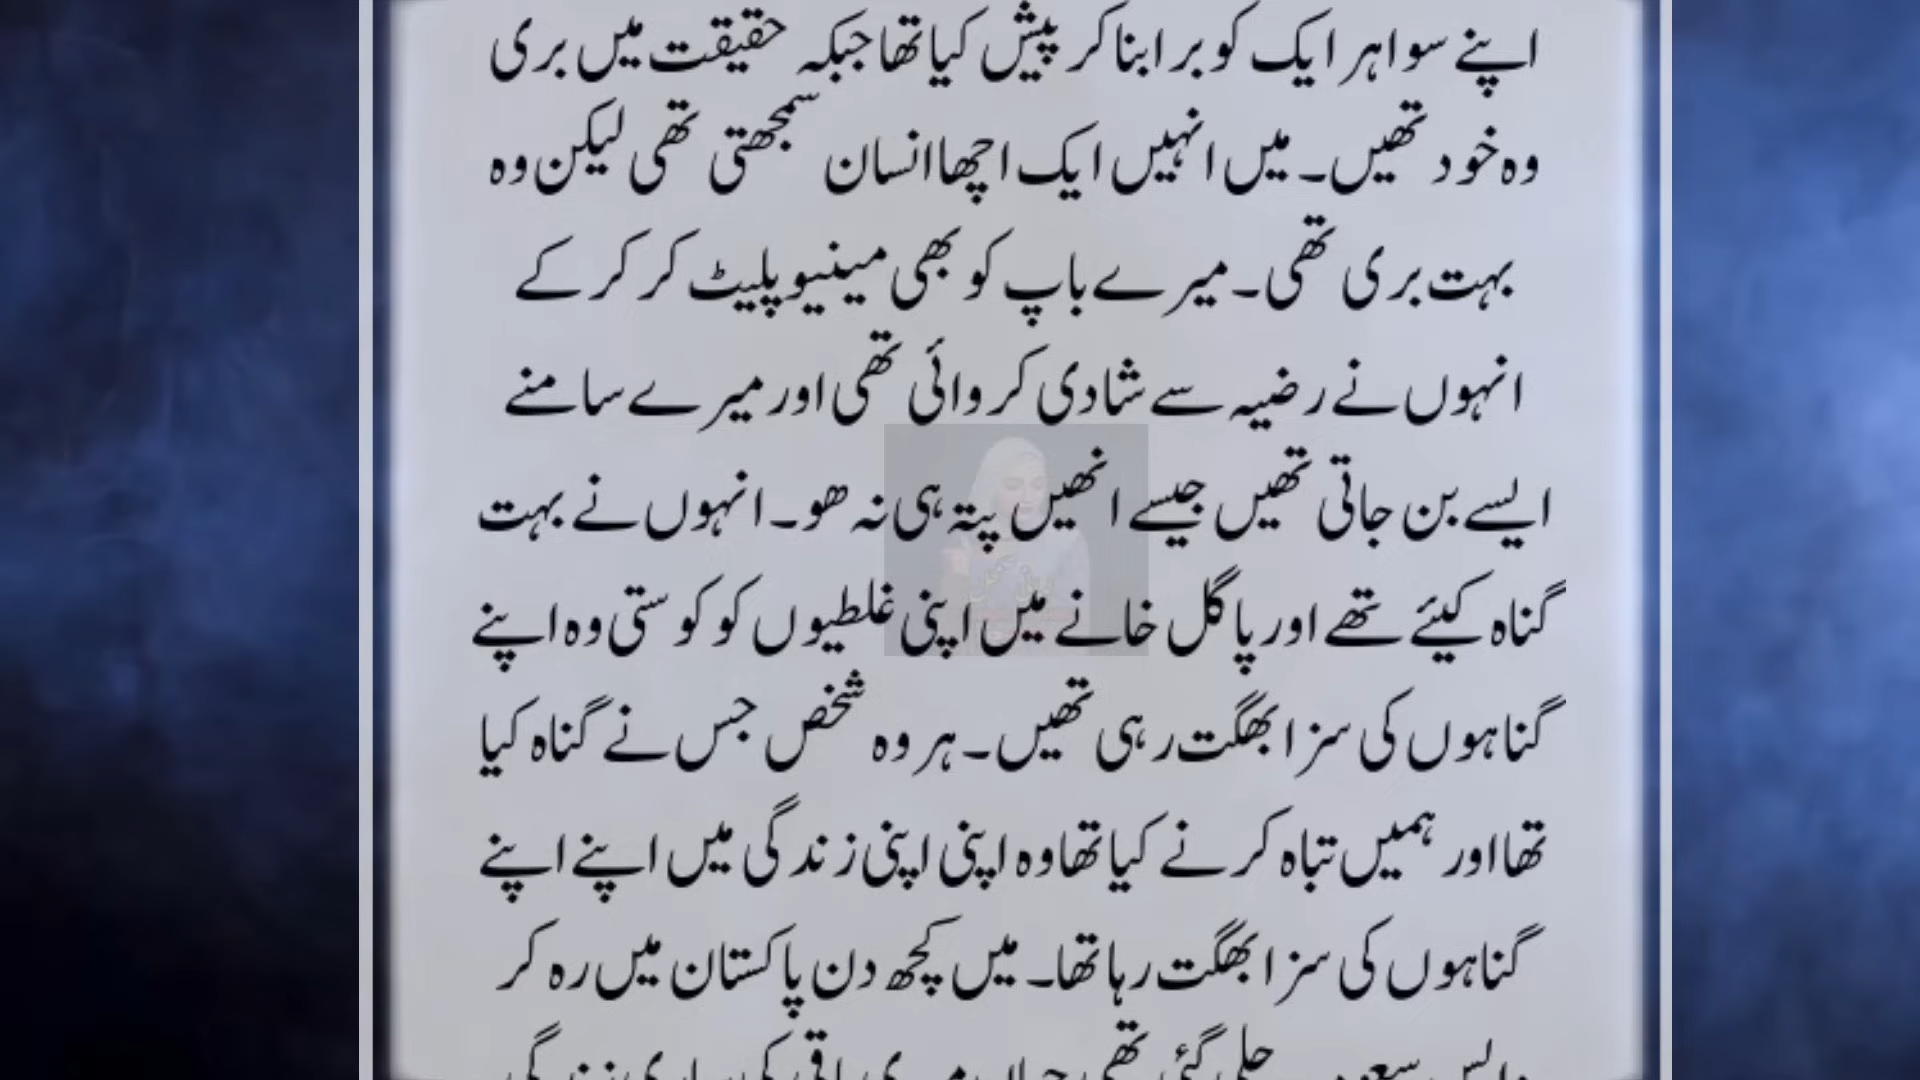 اپنے سوا ہر ایک کو برا بنا کر پیش کیا تھا جبکہ حقیقت میں بری
وہ خود تھیں۔ میں انہیں ایک اچھا انسان سمجھتی تھی لیکن وہ
بہت بری تھی۔ میرے باپ کو بھی مینیوپلیٹ کر کر کے
انہوں نے رضیہ سے شادی کروائی تھی اور میرے سامنے
ایسے بن جاتی تھیں جیسے انھیں پتہ ہی نہ ھو۔ انہوں نے بہت
گناہ کیئے تھے اور پاگل خانے میں اپنی غلطیوں کو کوستی وہ اپنے
گناہوں کی سزا بھگت رہی تھیں۔ ہر وہ شخص جس نے گناہ کیا
تھا اور ہمیں تباہ کرنے کیا تھا وہ اپنی اپنی زندگی میں اپنے اپنے
گناہوں کی سزا بھگت رہا تھا۔ میں کچھ دن پاکستان میں رہ کر
چلی گئی تھی